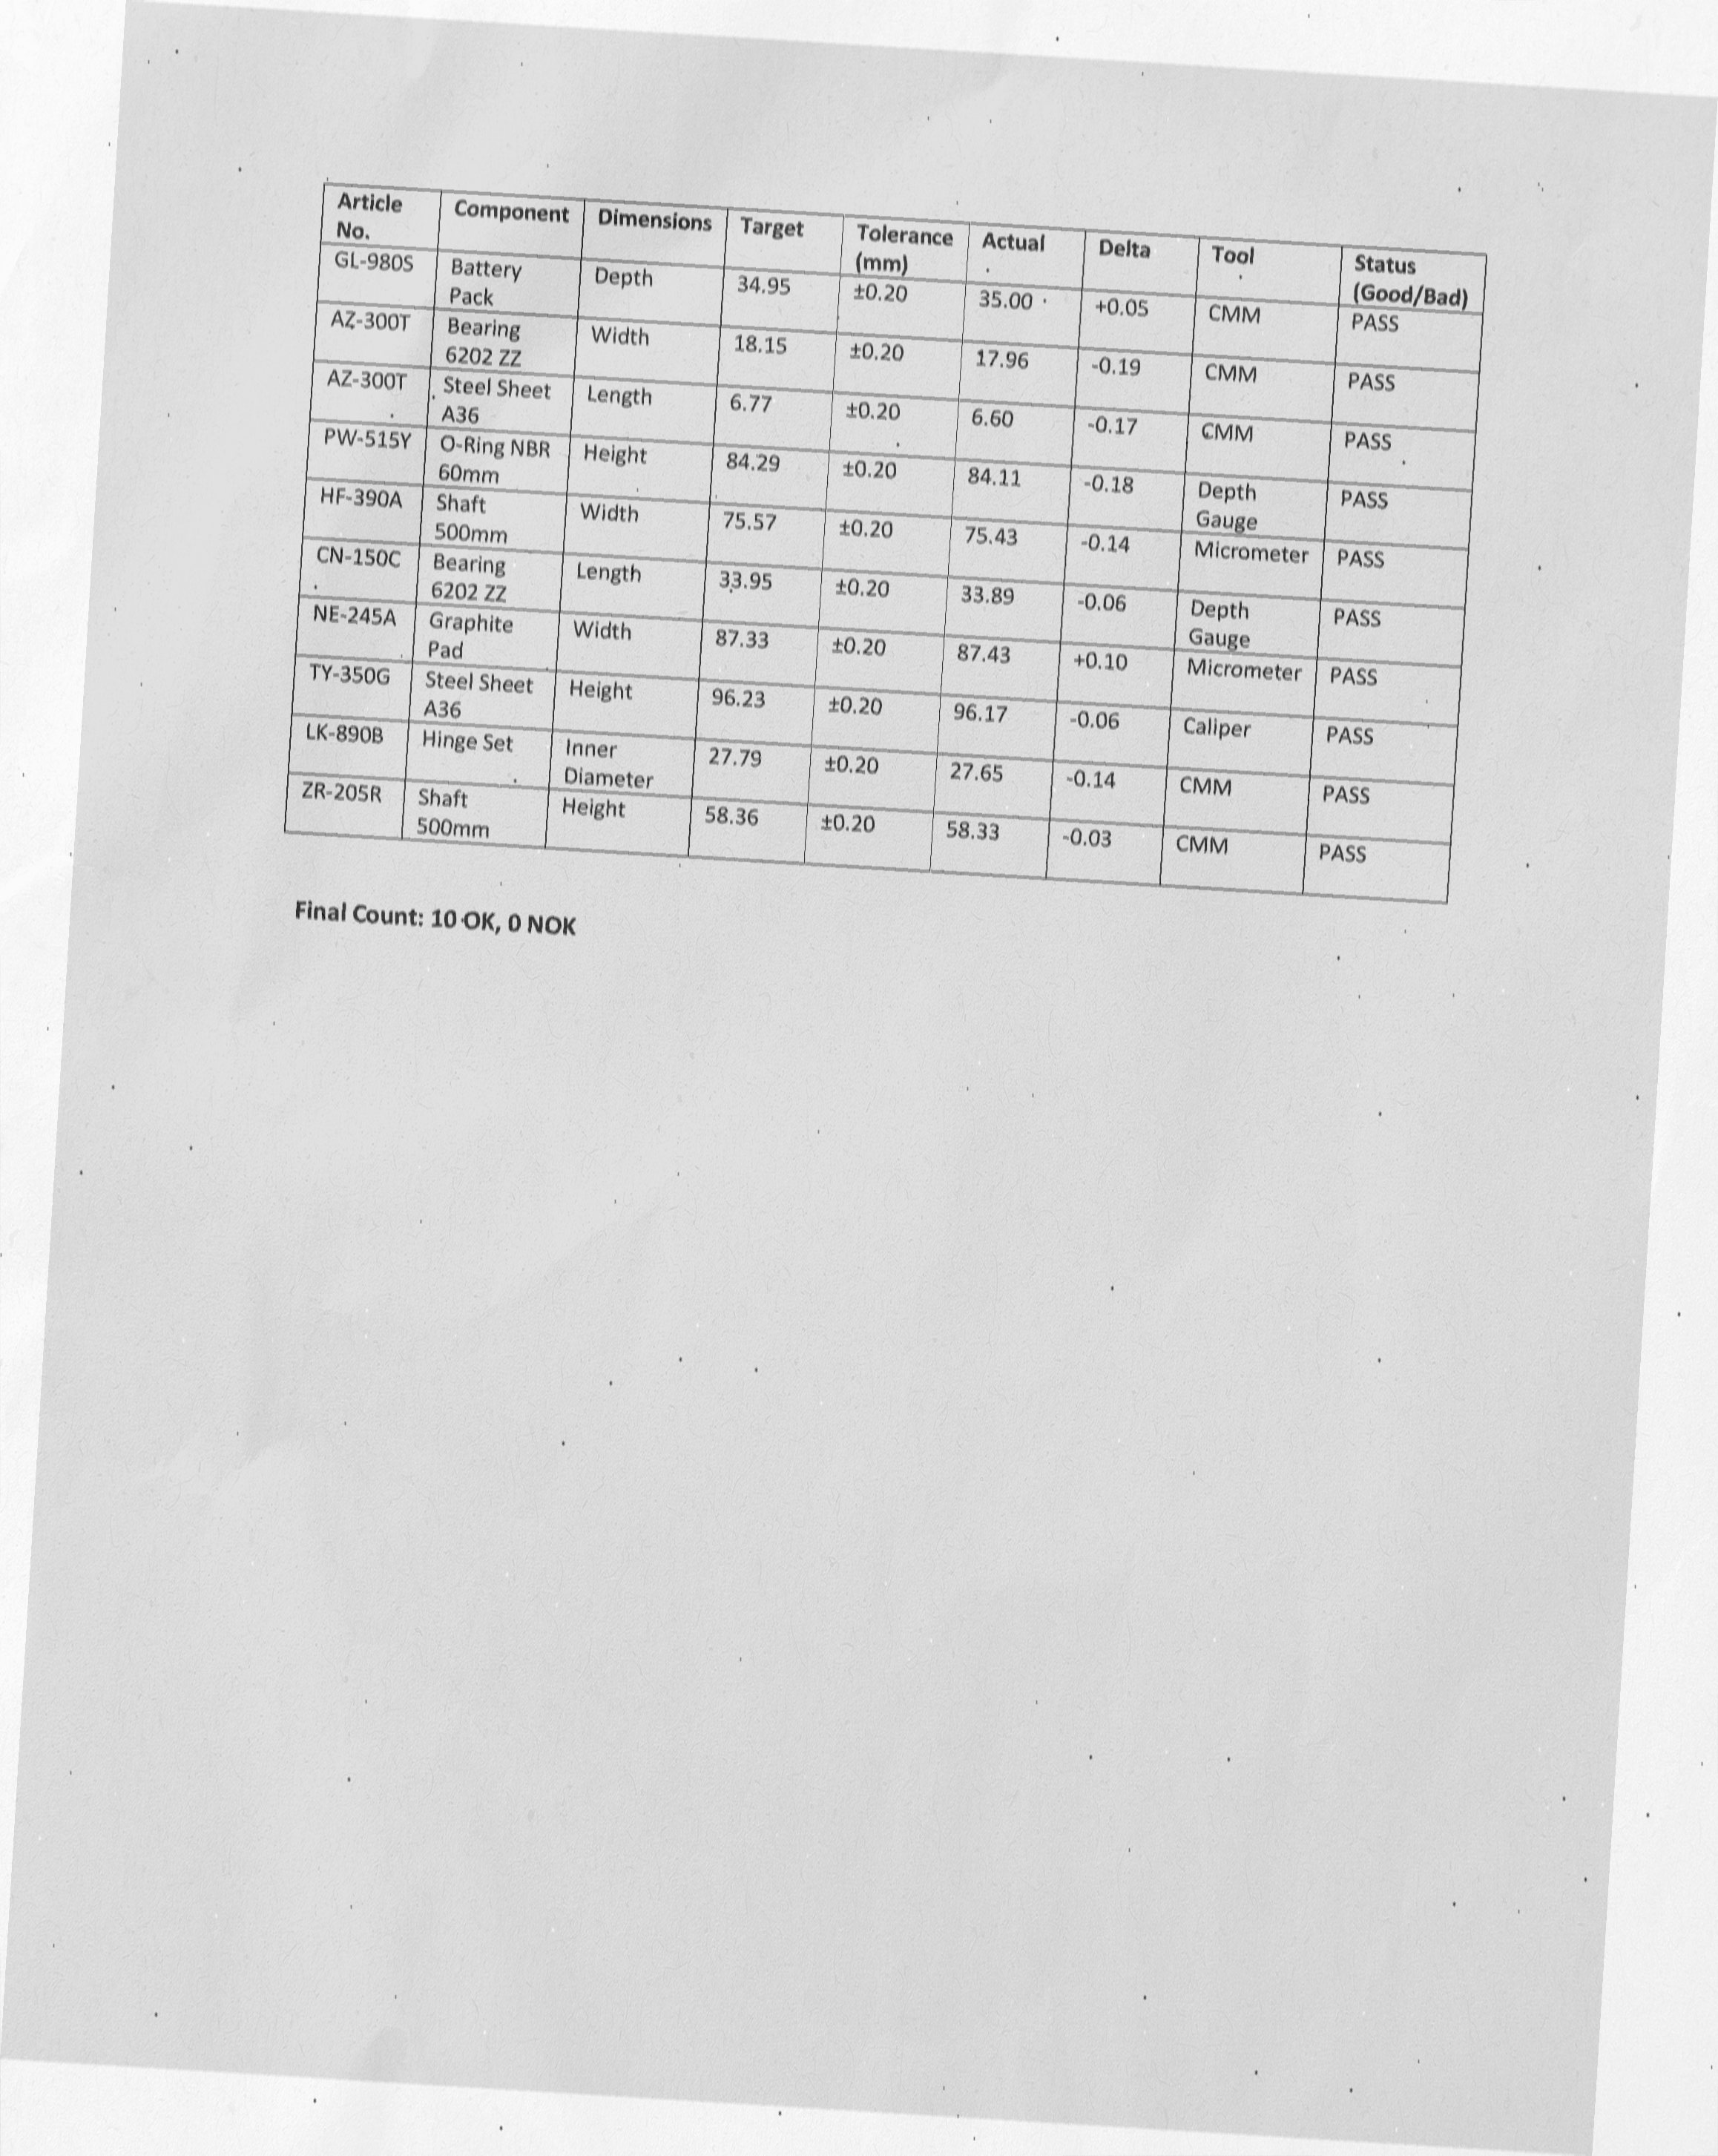 Article No. Component Dimensions Target Tolerance (mm) Actual Delta Tool Status (Good/Bad)
GL-980S Battery Pack Depth 34.95 ±0.20 35.00 +0.05 CMM PASS
AZ-300T Bearing 6202 ZZ Width 18.15 ±0.20 17.96 -0.19 CMM PASS
AZ-300T Steel Sheet A36 Length 6.77 ±0.20 6.60 -0.17 CMM PASS
PW-515Y O-Ring NBR 60mm Height 84.29 ±0.20 84.11 -0.18 Depth Gauge PASS
HF-390A Shaft 500mm Width 75.57 ±0.20 75.43 -0.14 Micrometer PASS
CN-150C Bearing 6202 ZZ Length 33.95 ±0.20 33.89 -0.06 Depth Gauge PASS
NE-245A Graphite Pad Width 87.33 ±0.20 87.43 +0.10 Micrometer PASS
TY-350G Steel Sheet A36 Height 96.23 ±0.20 96.17 -0.06 Caliper PASS
LK-890B Hinge Set Inner Diameter 27.79 ±0.20 27.65 -0.14 CMM PASS
ZR-205R Shaft 500mm Height 58.36 ±0.20 58.33 -0.03 CMM PASS
Final Count: 10 OK, 0 NOK